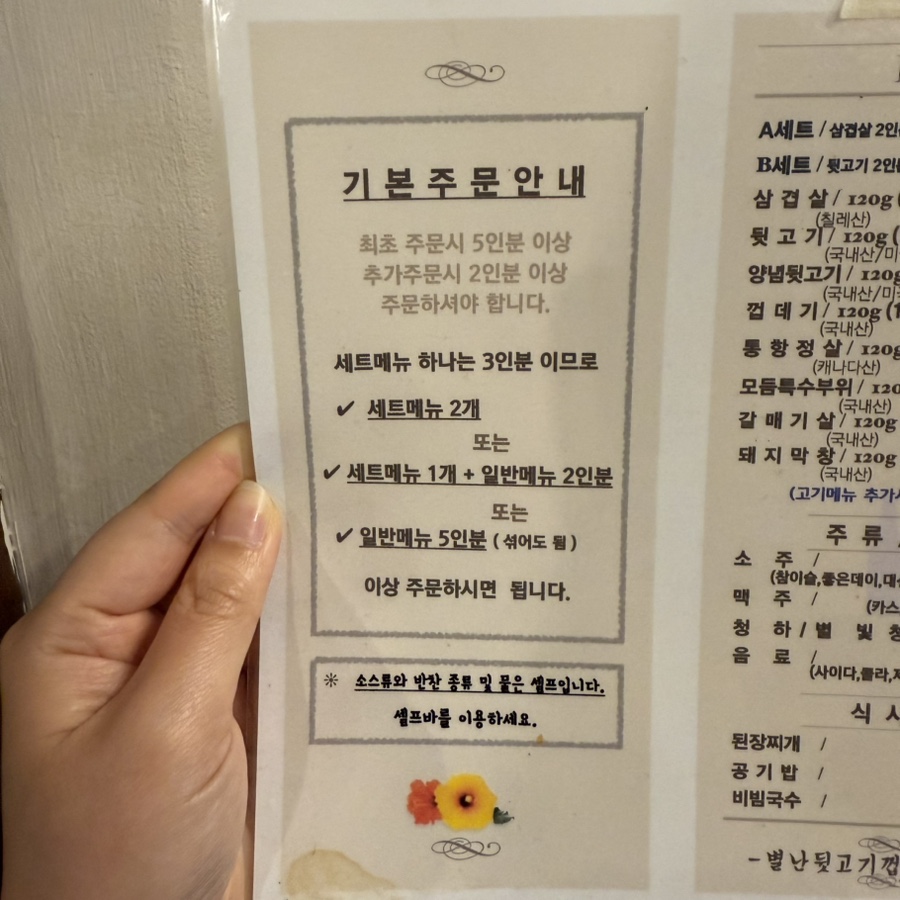 기본주문안내
최초 주문시 5인분 이상
추가주문시 2인분 이상
주문하셔야 합니다.
세트메뉴 하나는 3인분 이므로
✔ 세트메뉴 2개
또는
✔ 세트메뉴 1개 + 일반메뉴 2인분
또는
✔ 일반메뉴 5인분 ( 섞어도 됨 )
이상 주문하시면 됩니다.
※ 소스류와 반찬 종류 및 물은 셀프입니다.
셀프바를 이용하세요.
A세트 / 삼겹살 2인
B세트 / 뒷고기 2인
삼 겹 살 / 120g (
(칠레산)
뒷 고 기 / 120g (
(국내산/미
양념뒷고기 / 120g
(국내산/미
껍 데 기 / 120g (1
(국내산)
통 항 정 살 / 120g
(캐나다산)
모듬특수부위 / 120
(국내산)
갈 매 기 살 / 120g
(국내산)
돼 지 막 창 / 120g
(국내산)
(고기메뉴 추가
주 류 /
소 주 /
(참이슬,좋은데이,대
맥 주 /
(카스
청 하 / 별 빛 청
음 료 /
(사이다,콜라,
식 사
된장찌개 /
공 기 밥 /
비빔국수 /
-별난뒷고기껍